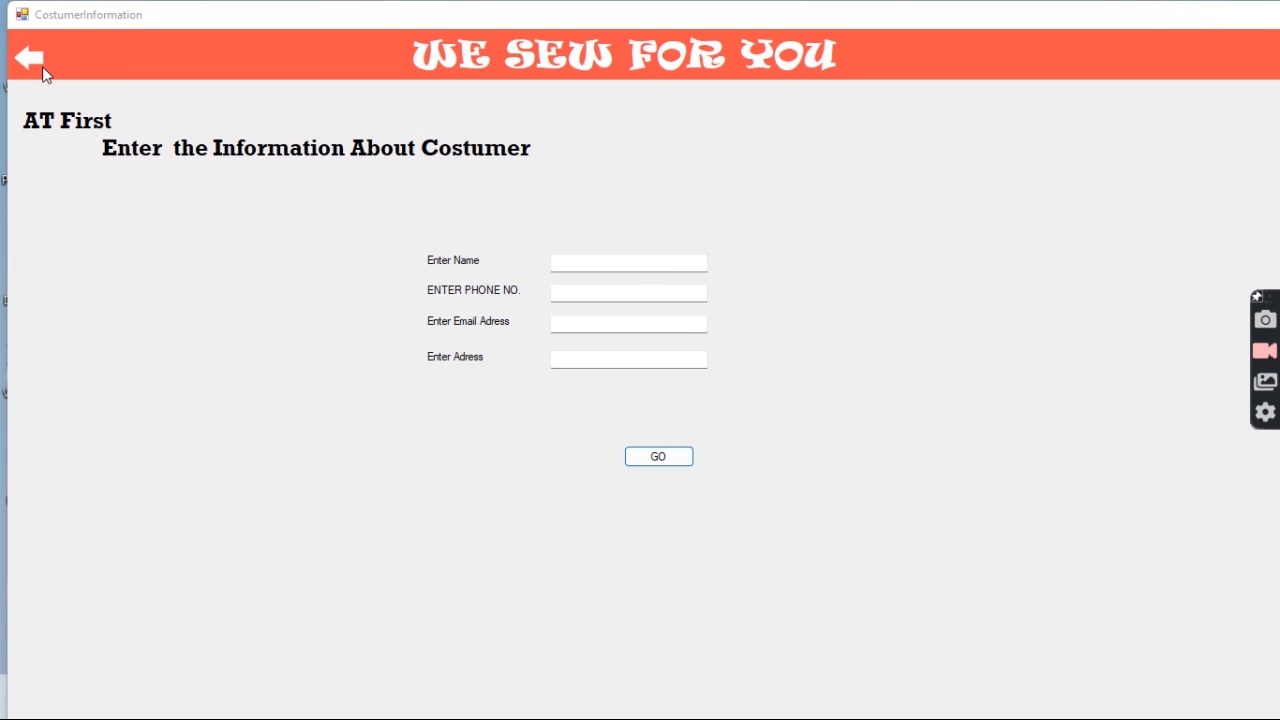 CostumerInformation
WE SEW FOR YOU
AT First
Enter the Information About Costumer
Enter Name
ENTER PHONE NO.
Enter Email Adress
Enter Adress
GO